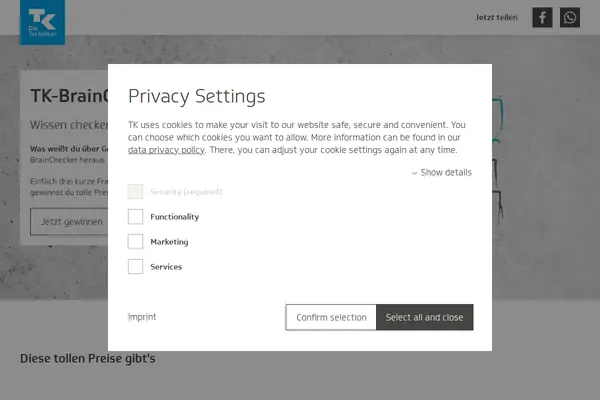 TK
Die
Techniker
Jetzt teilen
TK-BrainC
Wissen checker
Was weißt du über Ge
BrainChecker heraus
Einfach drei kurze Fra
gewinnst du tolle Prei
Jetzt gewinnen
Privacy Settings
TK uses cookies to make your visit to our website safe, secure and convenient. You
can choose which cookies you want to allow. More information can be found in our
data privacy policy. There, you can adjust your cookie settings again at any time.
Show details
Security (required)
Functionality
Marketing
Services
Imprint
Confirm selection
Select all and close
Diese tollen Preise gibt's